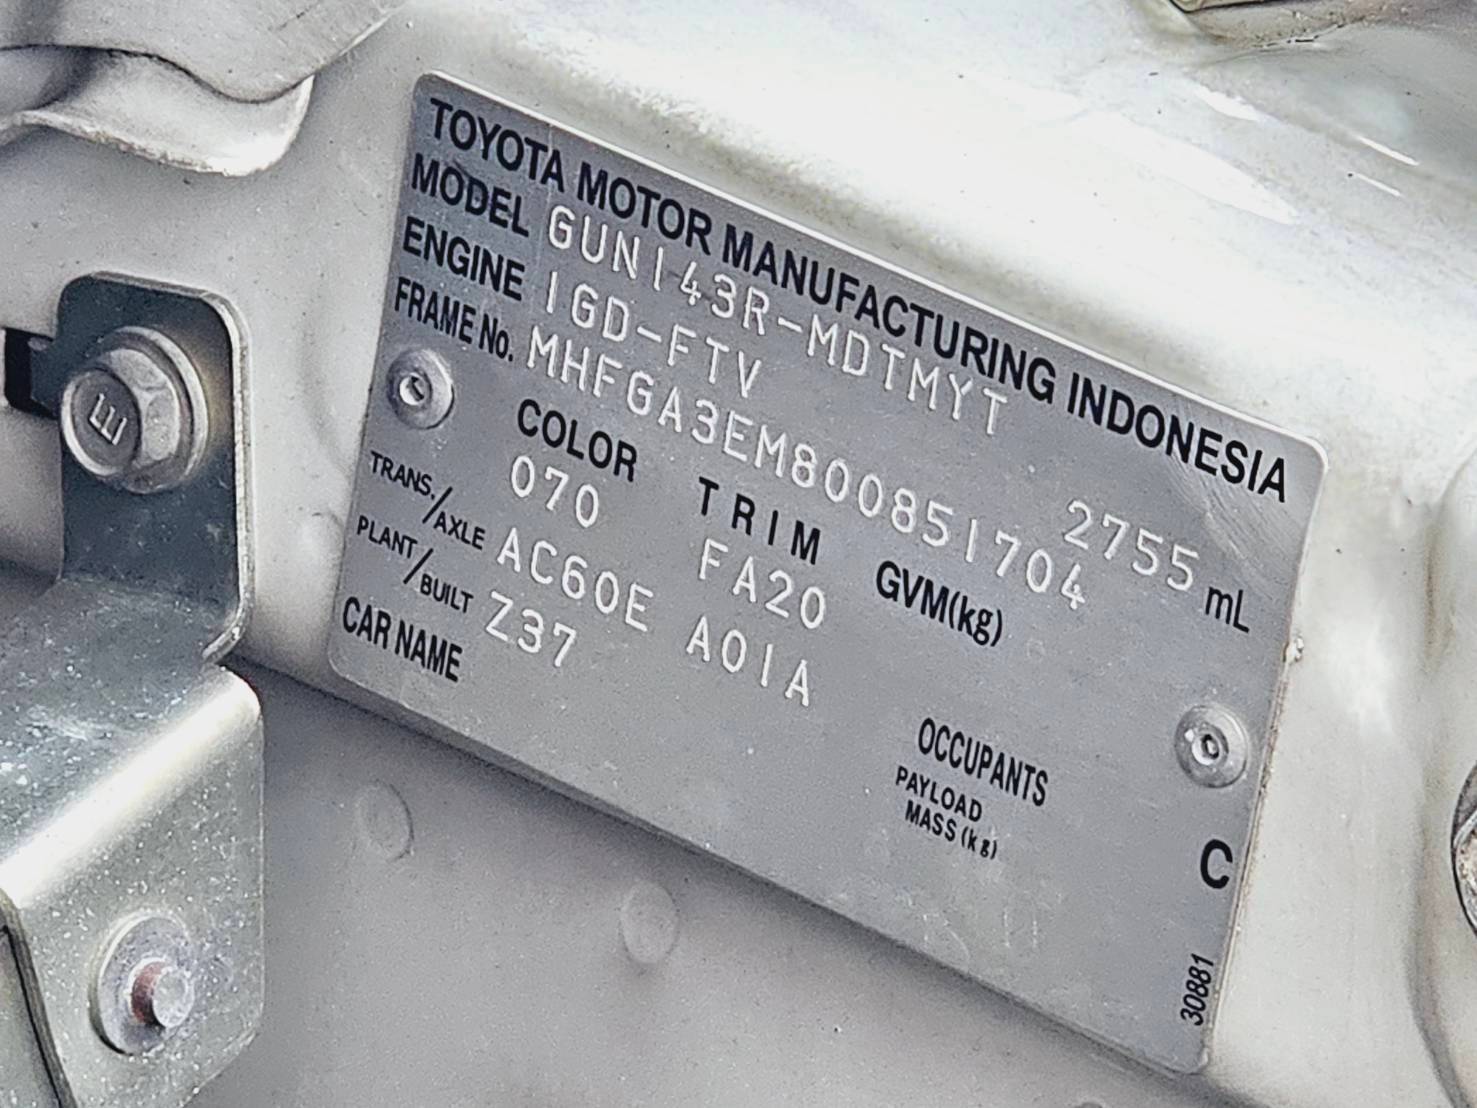 TOYOTA MOTOR MANUFACTURING INDONESIA
MODEL GUN143R-MDTMYT
ENGINE 1GD-FTV 2755 mL
FRAME No. MHFGA3EM800851704
COLOR TRIM GVM(kg)
070 FA20
TRANS./AXLE AC60E A01A
PLANT/BUILT Z37
CAR NAME
OCCUPANTS
PAYLOAD
MASS (kg)
C
30881
E